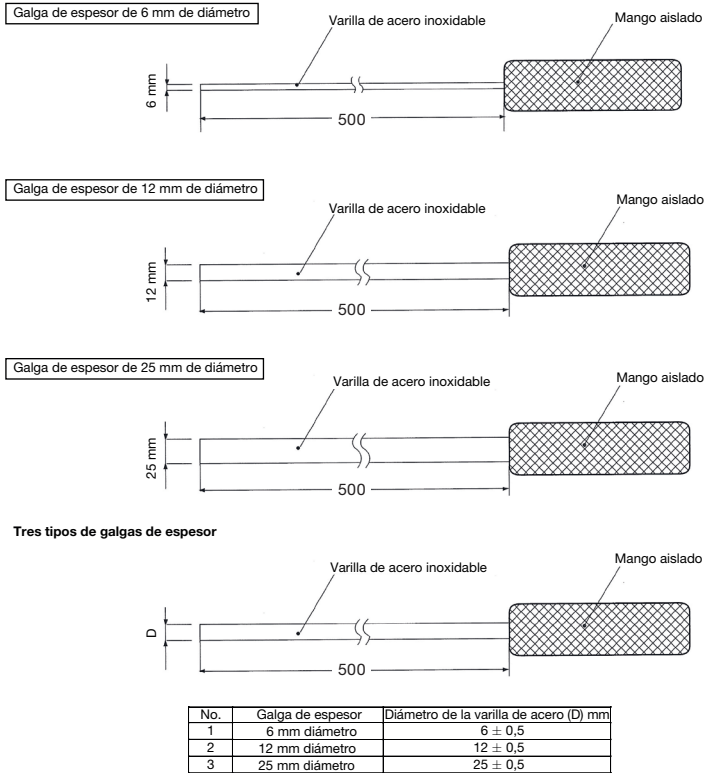 Galga de espesor de 6 mm de diámetro
Varilla de acero inoxidable
Mango aislado
6 mm
500
Galga de espesor de 12 mm de diámetro
Varilla de acero inoxidable
Mango aislado
12 mm
500
Galga de espesor de 25 mm de diámetro
Varilla de acero inoxidable
Mango aislado
25 mm
500
Tres tipos de galgas de espesor
Varilla de acero inoxidable
Mango aislado
D
500
No. Galga de espesor Diámetro de la varilla de acero (D) mm
1 6 mm diámetro 6 ± 0,5
2 12 mm diámetro 12 ± 0,5
3 25 mm diámetro 25 ± 0,5